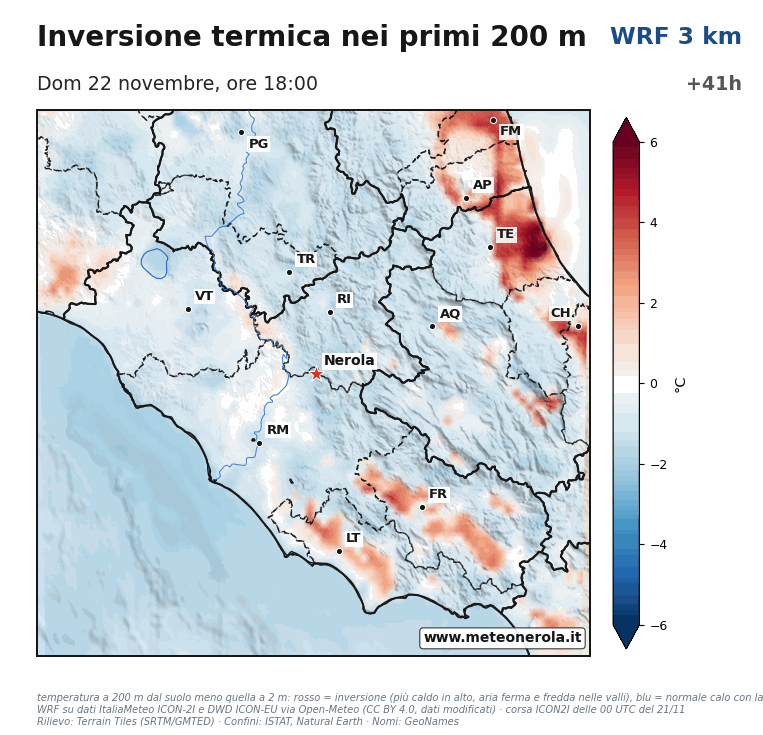 Inversione termica nei primi 200 m
WRF 3 km
Dom 22 novembre, ore 18:00
+41h
FM
PG
AP
TE
TR
VT
RI
AQ
CH
Nerola
RM
FR
LT
6
4
2
0
−2
−4
−6
°C
www.meteonerola.it
temperatura a 200 m dal suolo meno quella a 2 m: rosso = inversione (più caldo in alto, aria ferma e fredda nelle valli), blu = normale calo con la
WRF su dati ItaliaMeteo ICON-2I e DWD ICON-EU via Open-Meteo (CC BY 4.0, dati modificati) · corsa ICON2I delle 00 UTC del 21/11
Rilievo: Terrain Tiles (SRTM/GMTED) · Confini: ISTAT, Natural Earth · Nomi: GeoNames